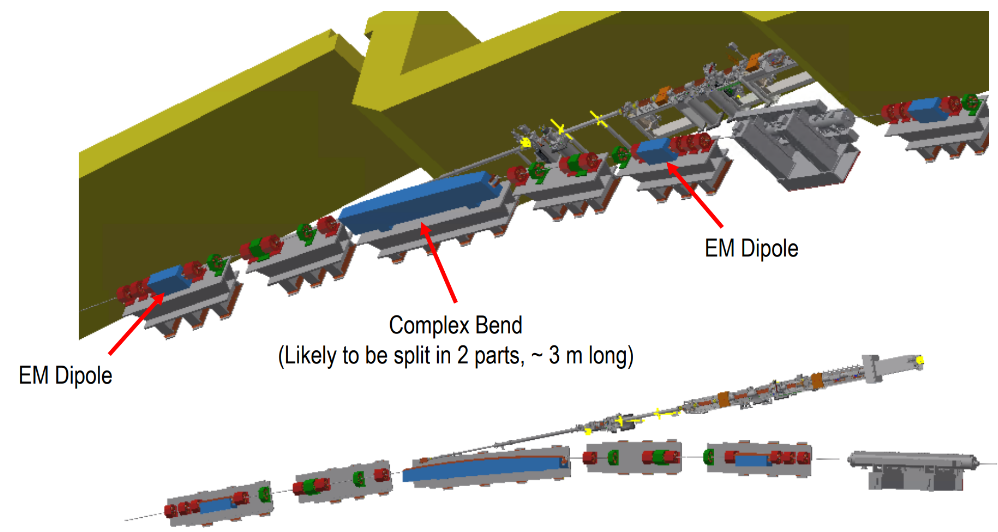 EM Dipole
Complex Bend
(Likely to be split in 2 parts, ~ 3 m long)
EM Dipole